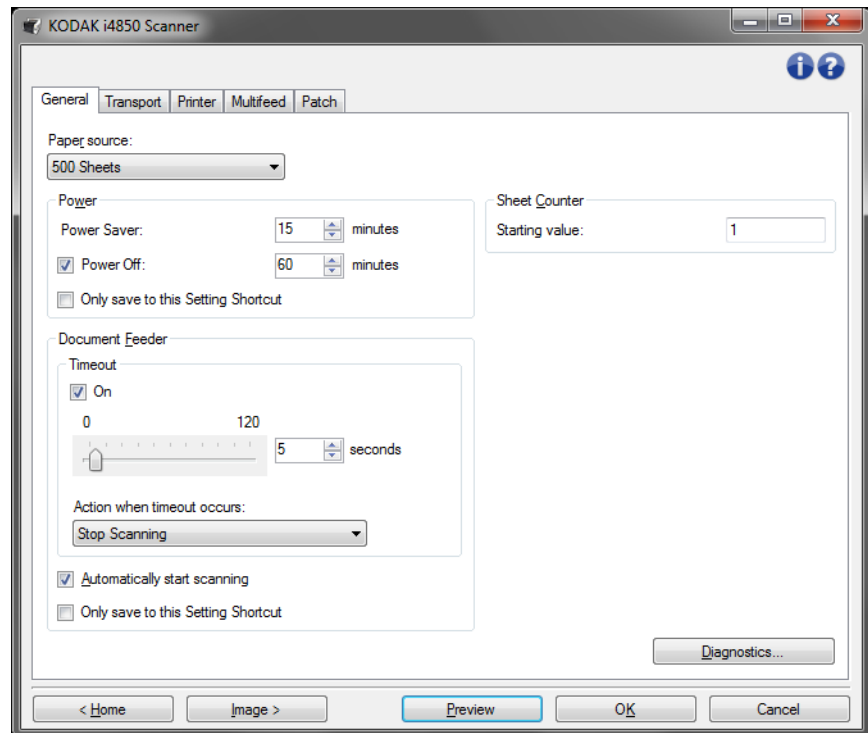 KODAK i4850 Scanner
General Transport Printer Multifeed Patch
Paper source:
500 Sheets
Power
Power Saver: 15 minutes
Power Off: 60 minutes
Only save to this Setting Shortcut
Sheet Counter
Starting value: 1
Document Feeder
Timeout
On
0 120
5 seconds
Action when timeout occurs:
Stop Scanning
Automatically start scanning
Only save to this Setting Shortcut
Diagnostics...
< Home Image > Preview OK Cancel